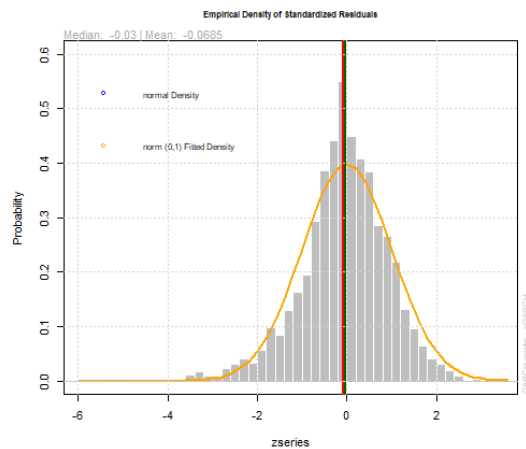 Empirical Density of Standardized Residuals
Median: -0.03 | Mean: -0.0685
normal Density
norm (0,1) Fitted Density
Probability
0.0
0.1
0.2
0.3
0.4
0.5
0.6
-6
-4
-2
0
2
zseries